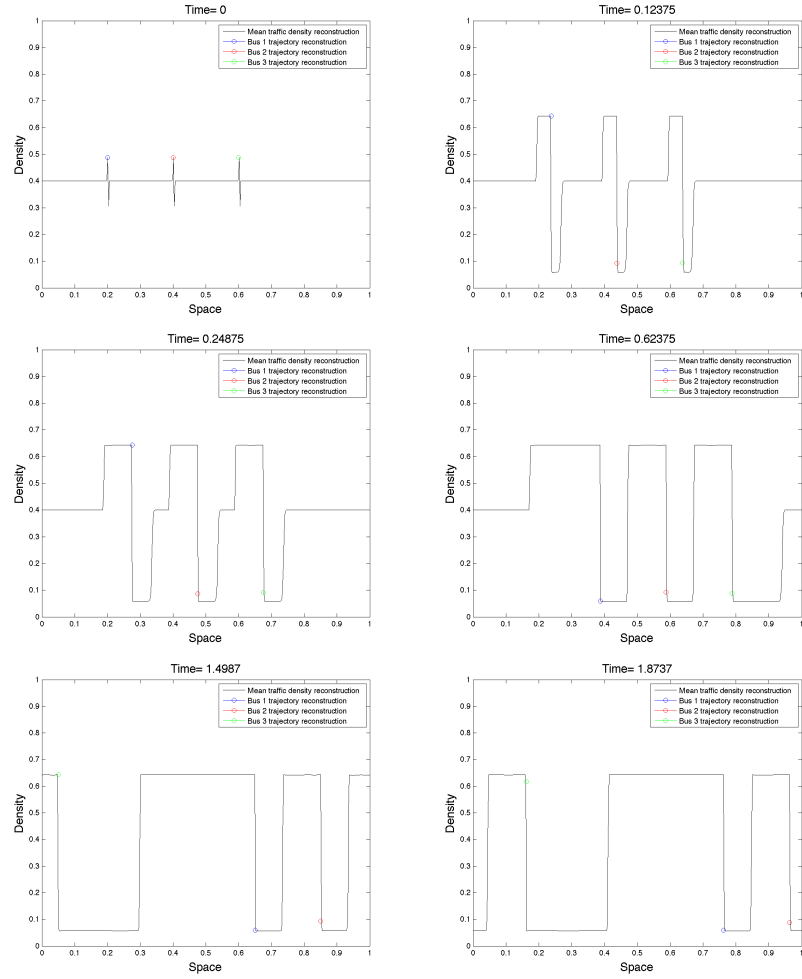 Time= 0
Mean traffic density reconstruction
Bus 1 trajectory reconstruction
Bus 2 trajectory reconstruction
Bus 3 trajectory reconstruction
1
0.9
0.8
0.7
0.6
0.5
0.4
0.3
0.2
0.1
0
Density
0 0.1 0.2 0.3 0.4 0.5 0.6 0.7 0.8 0.9 1
Space
Time= 0.12375
Mean traffic density reconstruction
Bus 1 trajectory reconstruction
Bus 2 trajectory reconstruction
Bus 3 trajectory reconstruction
1
0.9
0.8
0.7
0.6
0.5
0.4
0.3
0.2
0.1
0
Density
0 0.1 0.2 0.3 0.4 0.5 0.6 0.7 0.8 0.9 1
Space
Time= 0.24875
Mean traffic density reconstruction
Bus 1 trajectory reconstruction
Bus 2 trajectory reconstruction
Bus 3 trajectory reconstruction
1
0.9
0.8
0.7
0.6
0.5
0.4
0.3
0.2
0.1
0
Density
0 0.1 0.2 0.3 0.4 0.5 0.6 0.7 0.8 0.9 1
Space
Time= 0.62375
Mean traffic density reconstruction
Bus 1 trajectory reconstruction
Bus 2 trajectory reconstruction
Bus 3 trajectory reconstruction
1
0.9
0.8
0.7
0.6
0.5
0.4
0.3
0.2
0.1
0
Density
0 0.1 0.2 0.3 0.4 0.5 0.6 0.7 0.8 0.9 1
Space
Time= 1.4987
Mean traffic density reconstruction
Bus 1 trajectory reconstruction
Bus 2 trajectory reconstruction
Bus 3 trajectory reconstruction
1
0.9
0.8
0.7
0.6
0.5
0.4
0.3
0.2
0.1
0
Density
0 0.1 0.2 0.3 0.4 0.5 0.6 0.7 0.8 0.9 1
Space
Time= 1.8737
Mean traffic density reconstruction
Bus 1 trajectory reconstruction
Bus 2 trajectory reconstruction
Bus 3 trajectory reconstruction
1
0.9
0.8
0.7
0.6
0.5
0.4
0.3
0.2
0.1
0
Density
0 0.1 0.2 0.3 0.4 0.5 0.6 0.7 0.8 0.9 1
Space